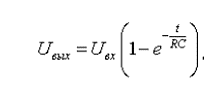 U_вых = U_вх (1 − e^{−t/RC}),